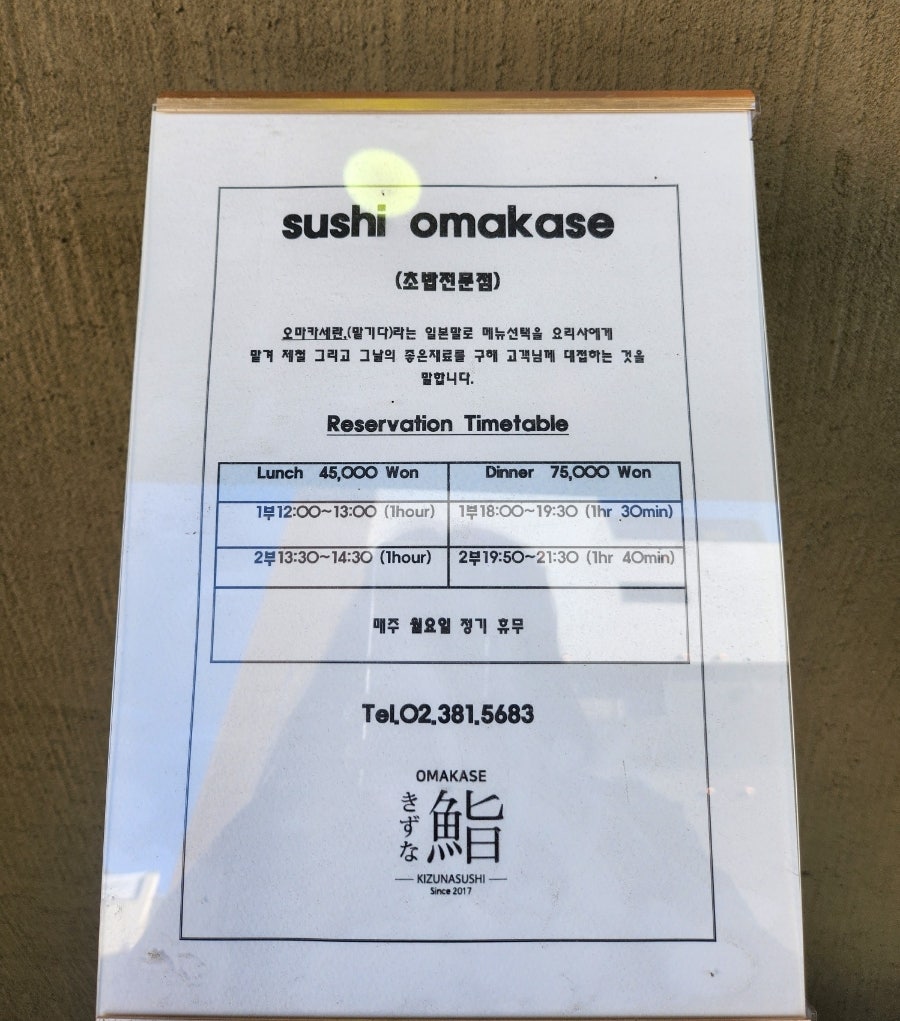 sushi omakase
(초밥전문점)
오마카세란,(맡기다)라는 일본말로 메뉴선택을 요리사에게
맡겨 제철 그리고 그날의 좋은재료를 구해 고객님께 대접하는 것을
말합니다.
Reservation Timetable
Lunch 45,000 Won
Dinner 75,000 Won
1부12:00~13:00 (1hour)
1부18:00~19:30 (1hr 30min)
2부13:30~14:30 (1hour)
2부19:50~21:30 (1hr 40min)
매주 월요일 정기 휴무
Tel.02.381.5683
OMAKASE
きずな
鮨
KIZUNASUSHI
Since 2017